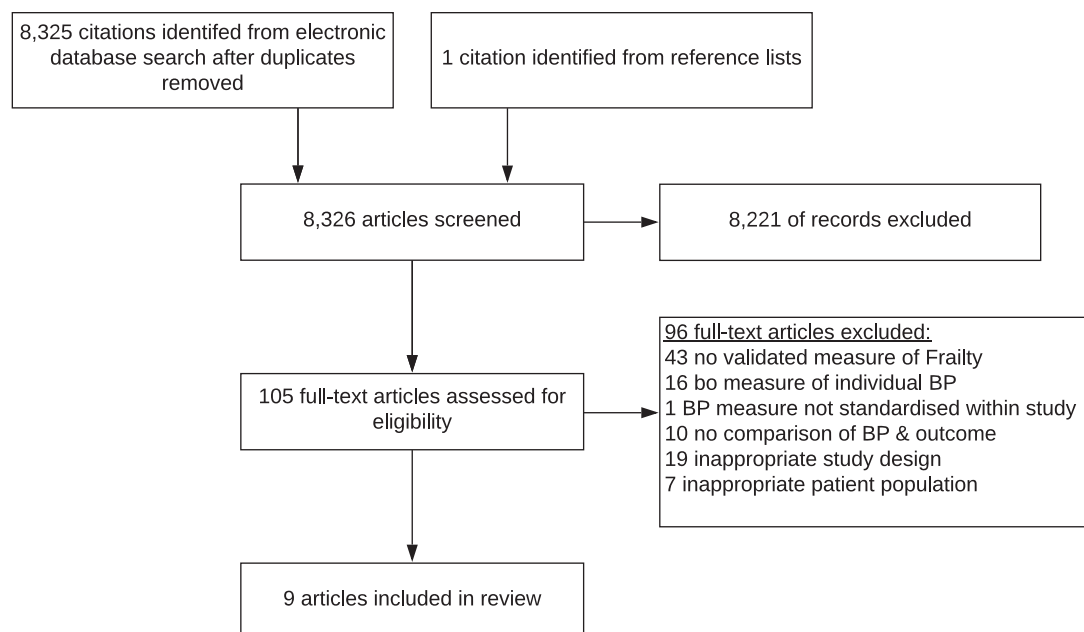 8,325 citations identifed from electronic
database search after duplicates
removed
1 citation identified from reference lists
8,326 articles screened
8,221 of records excluded
96 full-text articles excluded:
43 no validated measure of Frailty
16 bo measure of individual BP
1 BP measure not standardised within study
10 no comparison of BP & outcome
19 inappropriate study design
7 inappropriate patient population
105 full-text articles assessed for
eligibility
9 articles included in review